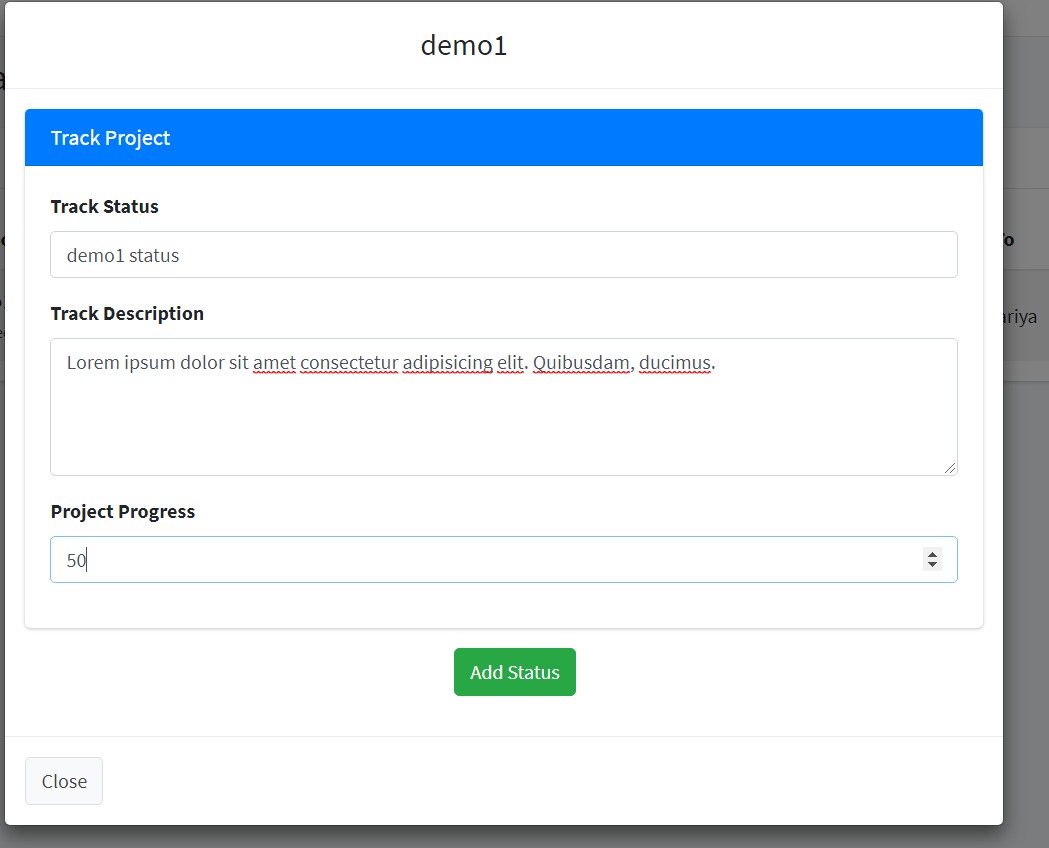 demo1
Track Project
Track Status
demo1 status
Track Description
Lorem ipsum dolor sit amet consectetur adipisicing elit. Quibusdam, ducimus.
Project Progress
50
Add Status
Close